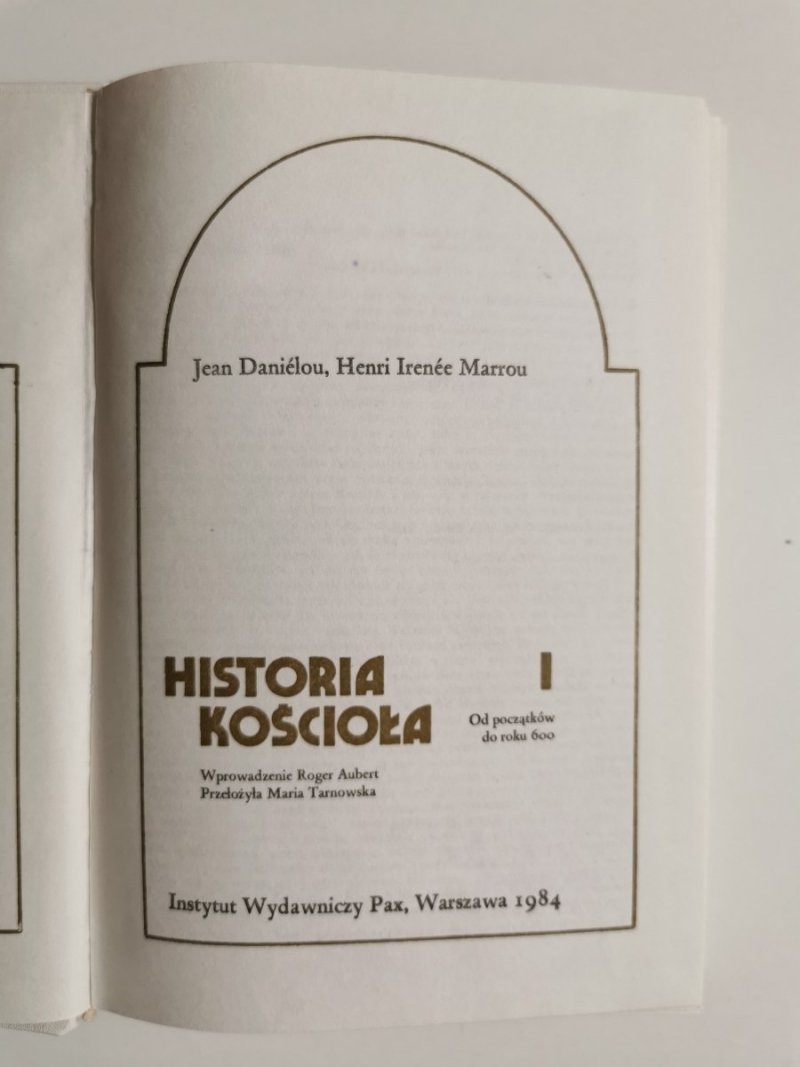 Jean Daniélou, Henri Irenée Marrou
HISTORIA I
KOŚCIOŁA
Od początków
do roku 600
Wprowadzenie Roger Aubert
Przełożyła Maria Tarnowska
Instytut Wydawniczy Pax, Warszawa 1984